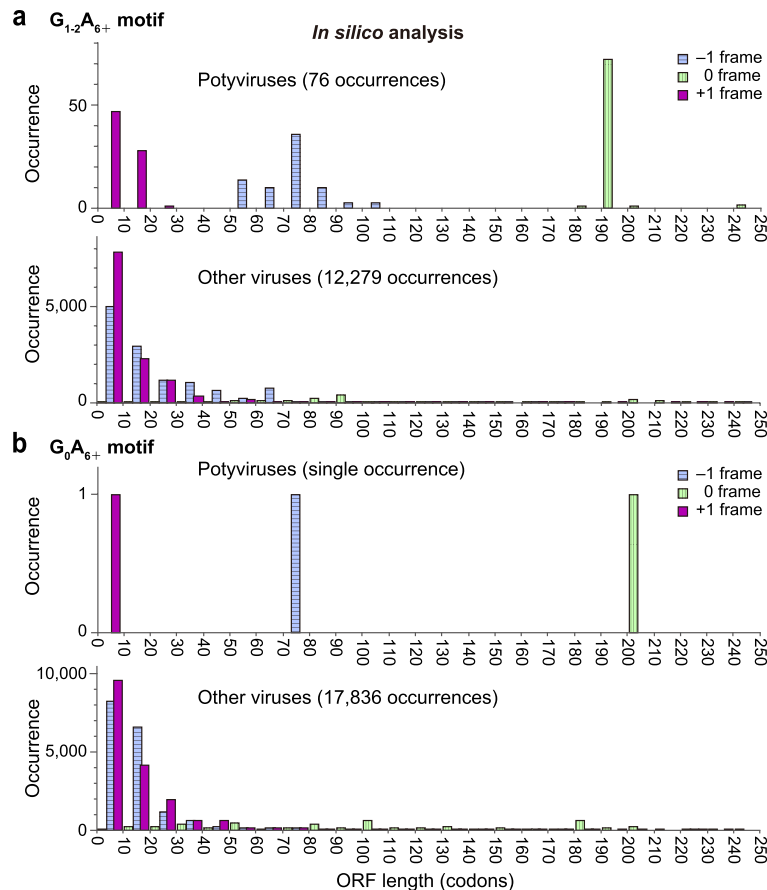 a
G1-2A6+ motif
In silico analysis
Potyviruses (76 occurrences)
–1 frame
0 frame
+1 frame
Occurrence
50
0
0 10 20 30 40 50 60 70 80 90 100 110 120 130 140 150 160 170 180 190 200 210 220 230 240 250
Other viruses (12,279 occurrences)
Occurrence
5,000
0
0 10 20 30 40 50 60 70 80 90 100 110 120 130 140 150 160 170 180 190 200 210 220 230 240 250
b
G0A6+ motif
Potyviruses (single occurrence)
–1 frame
0 frame
+1 frame
Occurrence
1
0
0 10 20 30 40 50 60 70 80 90 100 110 120 130 140 150 160 170 180 190 200 210 220 230 240 250
Other viruses (17,836 occurrences)
Occurrence
10,000
5,000
0
0 10 20 30 40 50 60 70 80 90 100 110 120 130 140 150 160 170 180 190 200 210 220 230 240 250
ORF length (codons)